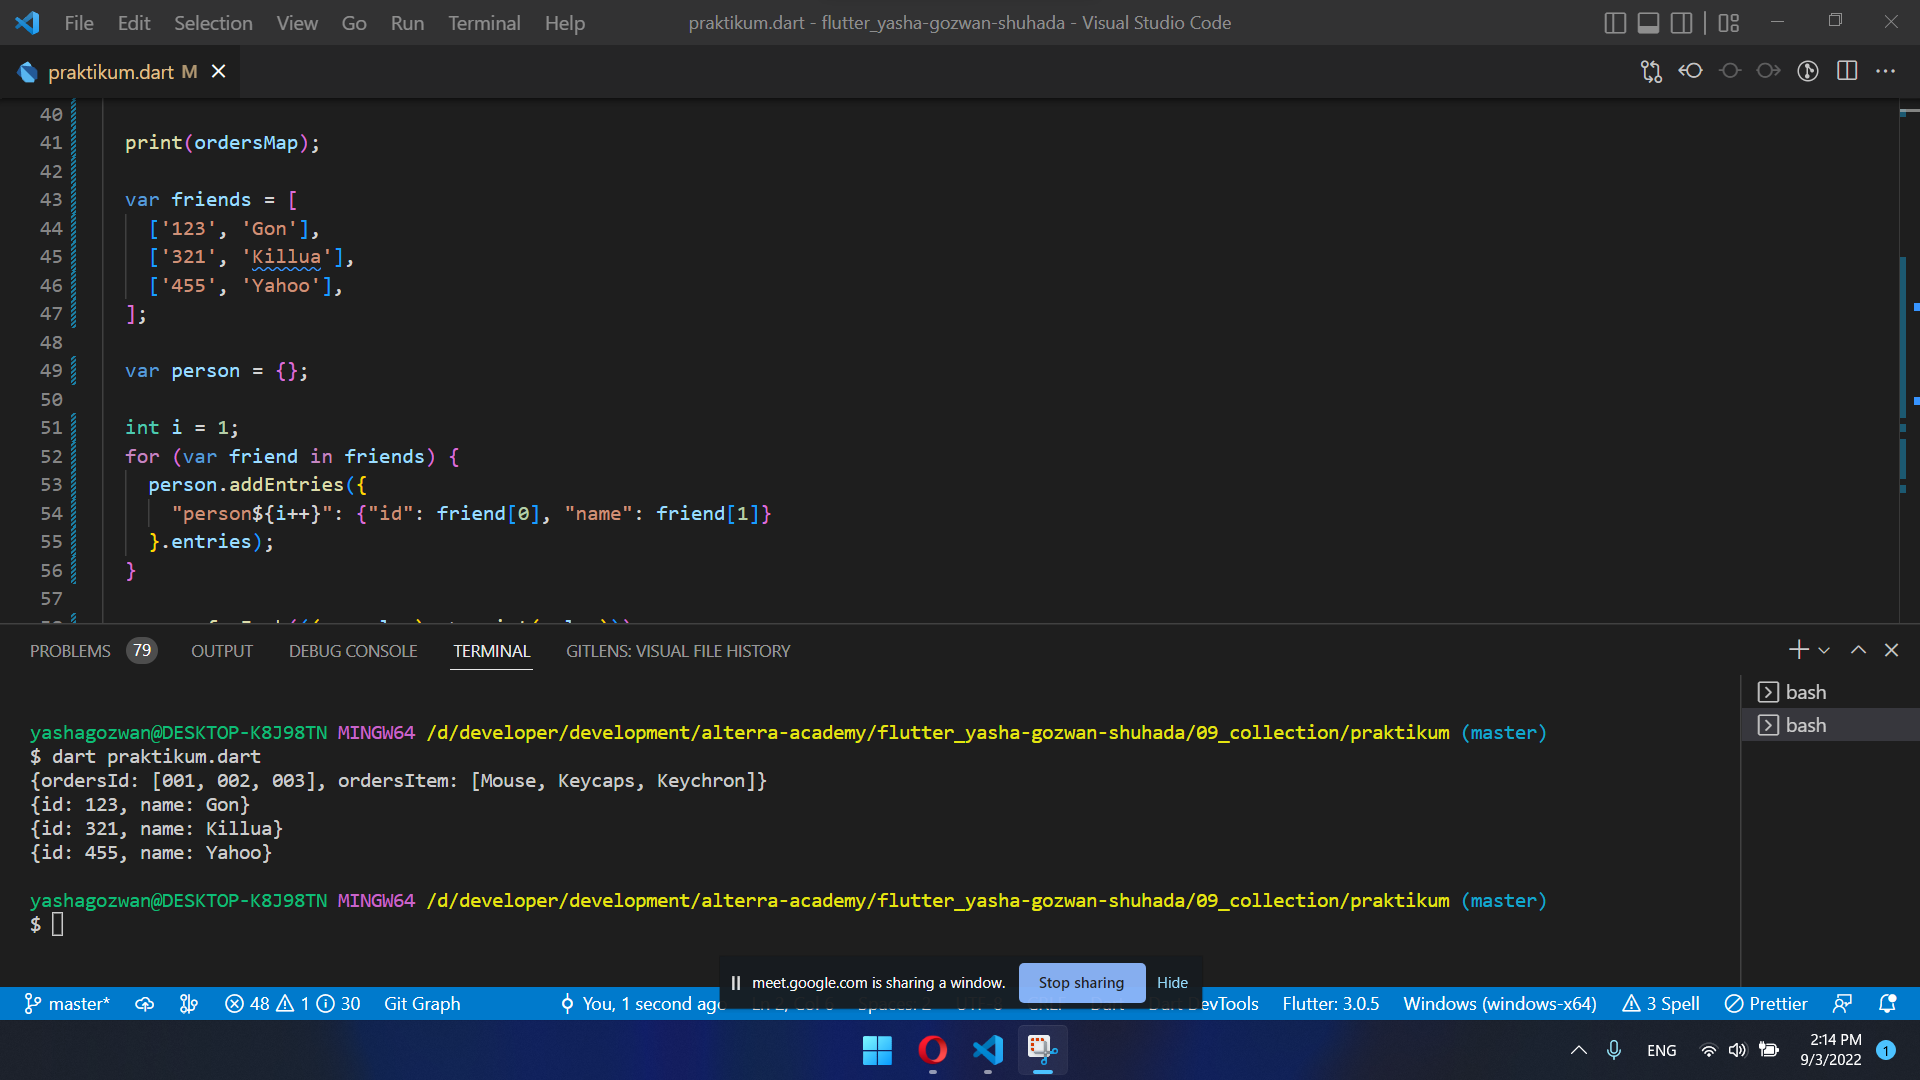 File Edit Selection View Go Run Terminal Help praktikum.dart - flutter_yasha-gozwan-shuhada - Visual Studio Code
praktikum.dart M
40
41 print(ordersMap);
42
43 var friends = [
44 ['123', 'Gon'],
45 ['321', 'Killua'],
46 ['455', 'Yahoo'],
47 ];
48
49 var person = {};
50
51 int i = 1;
52 for (var friend in friends) {
53 person.addEntries({
54 "person${i++}": {"id": friend[0], "name": friend[1]}
55 }.entries);
56 }
57
PROBLEMS 79 OUTPUT DEBUG CONSOLE TERMINAL GITLENS: VISUAL FILE HISTORY
bash
bash
yashagozwan@DESKTOP-K8J98TN MINGW64 /d/developer/development/alterra-academy/flutter_yasha-gozwan-shuhada/09_collection/praktikum (master)
$ dart praktikum.dart
{ordersId: [001, 002, 003], ordersItem: [Mouse, Keycaps, Keychron]}
{id: 123, name: Gon}
{id: 321, name: Killua}
{id: 455, name: Yahoo}
yashagozwan@DESKTOP-K8J98TN MINGW64 /d/developer/development/alterra-academy/flutter_yasha-gozwan-shuhada/09_collection/praktikum (master)
$
meet.google.com is sharing a window. Stop sharing Hide
master* 48 1 30 Git Graph You, 1 second ago DevTools Flutter: 3.0.5 Windows (windows-x64) 3 Spell Prettier
ENG 2:14 PM
9/3/2022 1